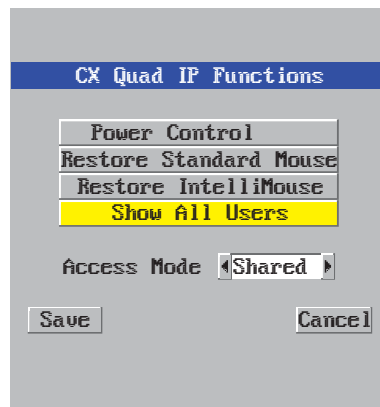 CX Quad IP Functions
Power Control
Restore Standard Mouse
Restore IntelliMouse
Show All Users
Access Mode Shared
Save Cancel